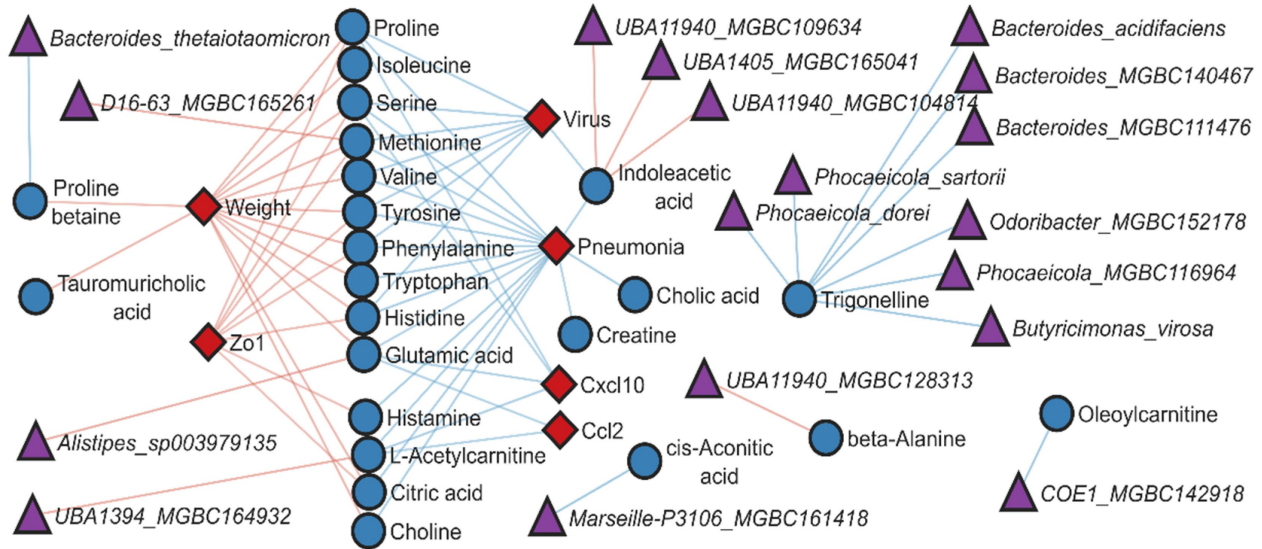 Bacteroides_thetaiotaomicron
D16-63_MGBC165261
Proline
betaine
Tauromuricholic
acid
Alistipes_sp003979135
UBA1394_MGBC164932
Weight
Zo1
Proline
Isoleucine
Serine
Methionine
Valine
Tyrosine
Phenylalanine
Tryptophan
Histidine
Glutamic acid
Histamine
L-Acetylcarnitine
Citric acid
Choline
Virus
Pneumonia
Cxcl10
Ccl2
UBA11940_MGBC109634
UBA1405_MGBC165041
UBA11940_MGBC104814
Indoleacetic
acid
Cholic acid
Creatine
UBA11940_MGBC128313
beta-Alanine
cis-Aconitic
acid
Marseille-P3106_MGBC161418
Bacteroides_acidifaciens
Bacteroides_MGBC140467
Bacteroides_MGBC111476
Phocaeicola_sartorii
Phocaeicola_dorei
Odoribacter_MGBC152178
Phocaeicola_MGBC116964
Trigonelline
Butyricimonas_virosa
Oleoylcarnitine
COE1_MGBC142918